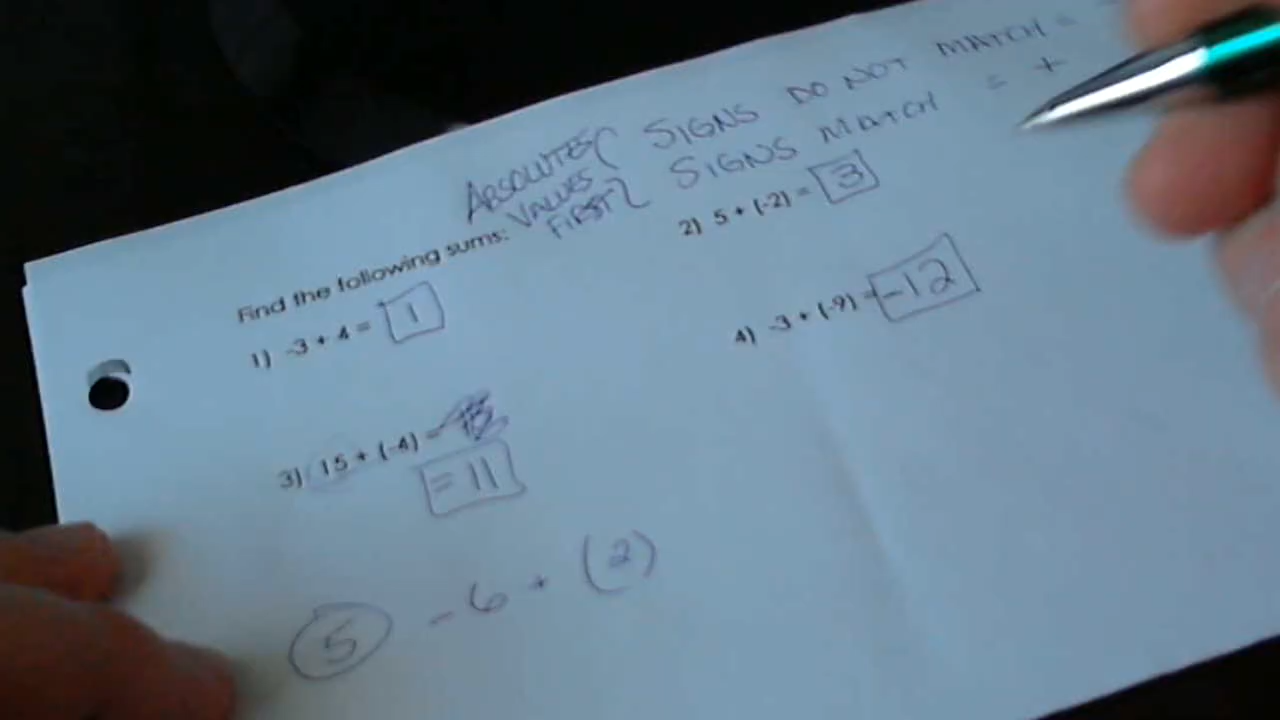 ABSOLUTES SIGNS DO NOT MATCH =
VALUES SIGNS MATCH = +
FIRST
Find the following sums:
1) -3 + 4 = 1
2) 5 + (-2) = 3
3) 15 + (-4) =
= 11
4) -3 + (-9) = -12
5 -6 + (2)